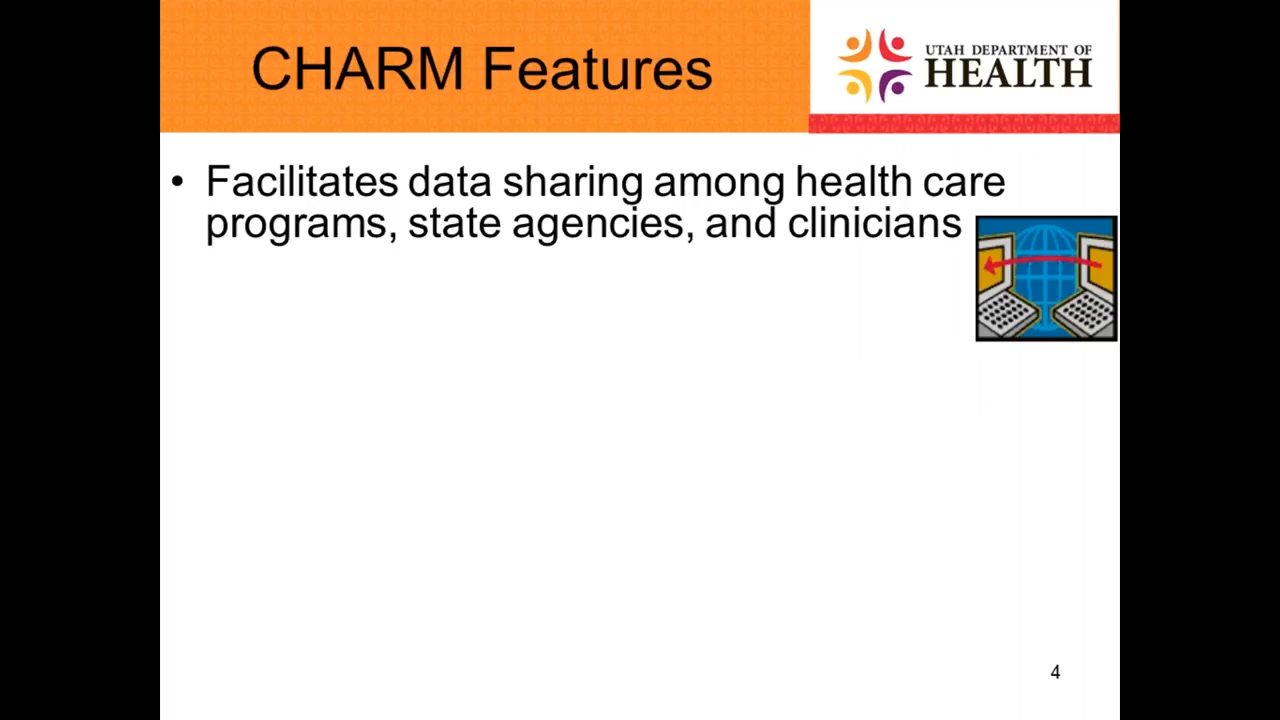 CHARM Features
UTAH DEPARTMENT OF
HEALTH
• Facilitates data sharing among health care
programs, state agencies, and clinicians
4